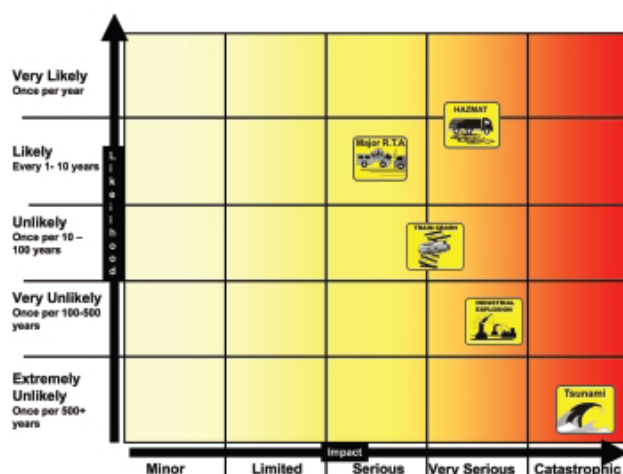 Very Likely
Once per year
HAZMAT
Likely
Every 1- 10 years
Major R.T.A
Likelihood
Unlikely
Once per 10 –
100 years
TRAIN CRASH
Very Unlikely
Once per 100-500
years
INDUSTRIAL
EXPLOSION
Extremely
Unlikely
Once per 500+
years
Tsunami
Impact
Minor
Limited
Serious
Very Serious
Catastrophic